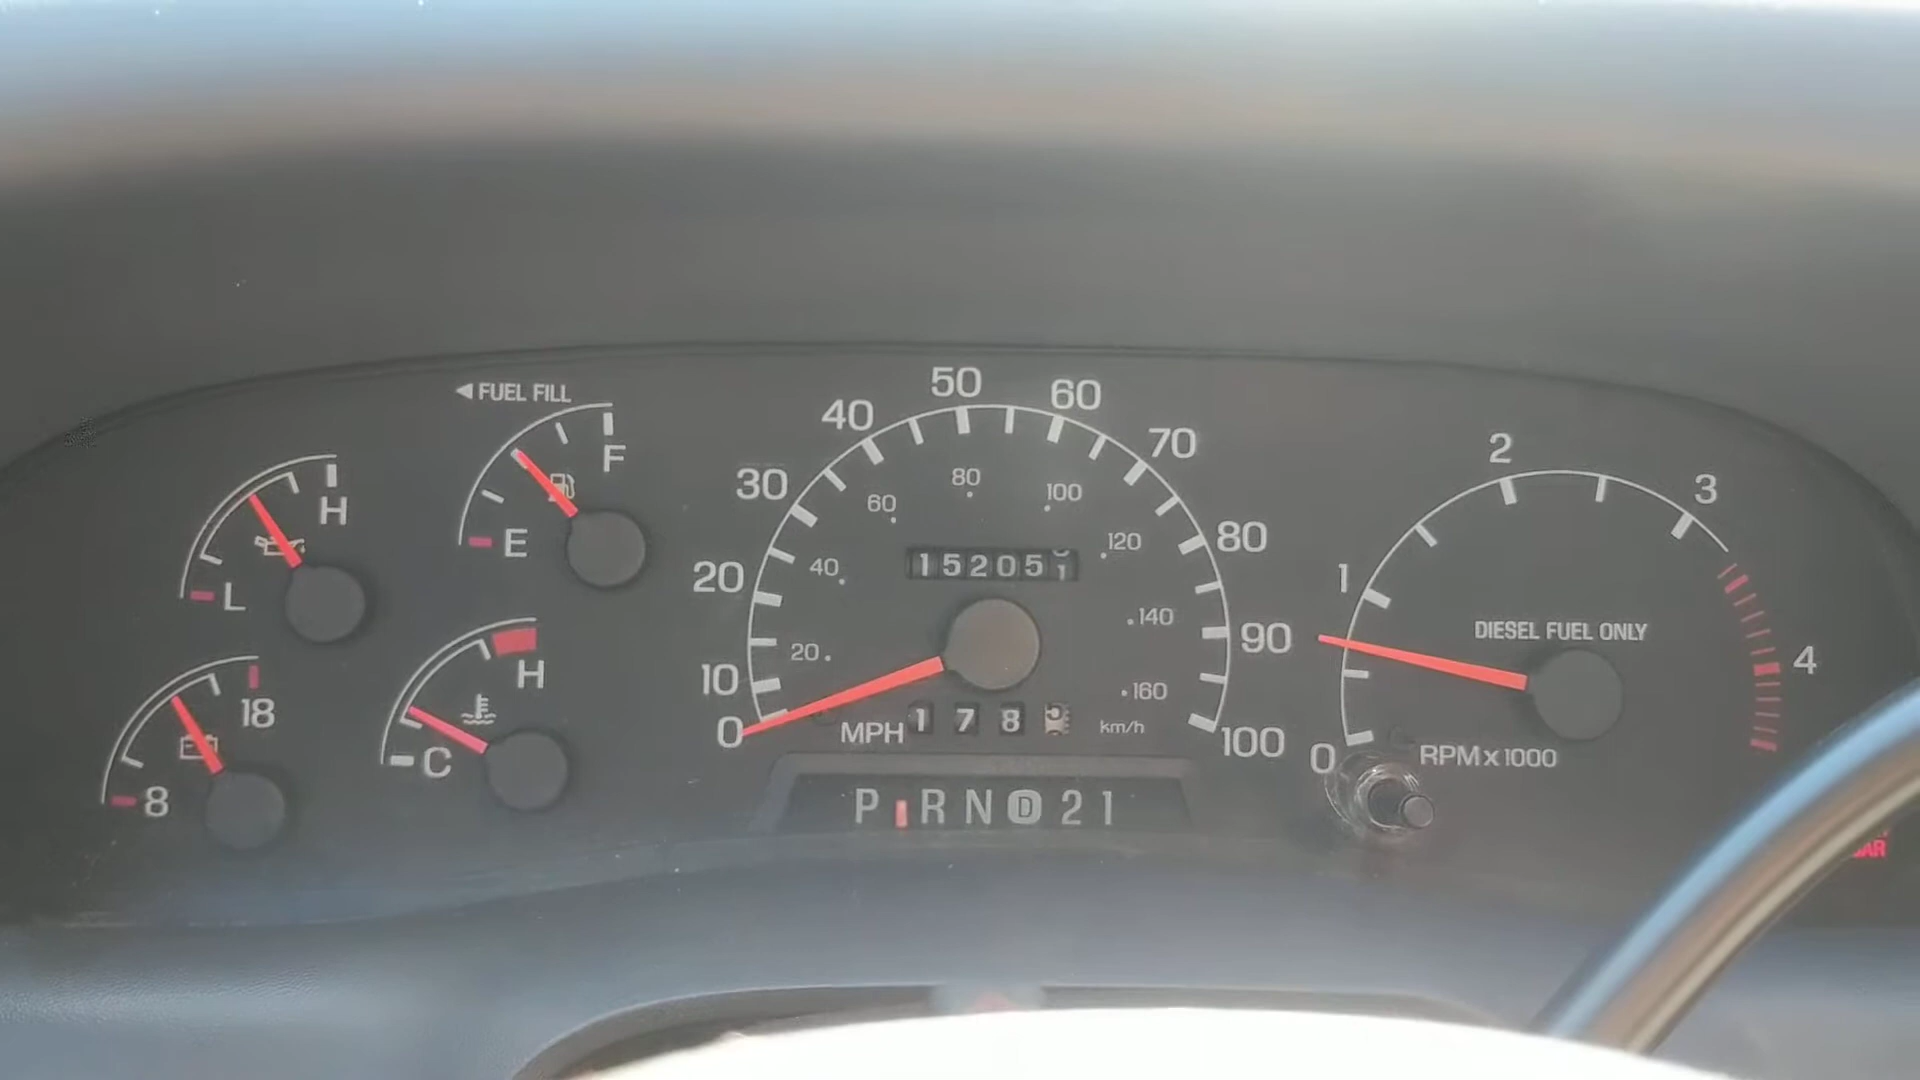 ◄ FUEL FILL
F
E
H
L
18
8
H
C
0 10 20 30 40 50 60 70 80 90 100
20 40 60 80 100 120 140 160
15205
MPH 178 km/h
P R N D 2 1
0 1 2 3 4
DIESEL FUEL ONLY
RPM x 1000